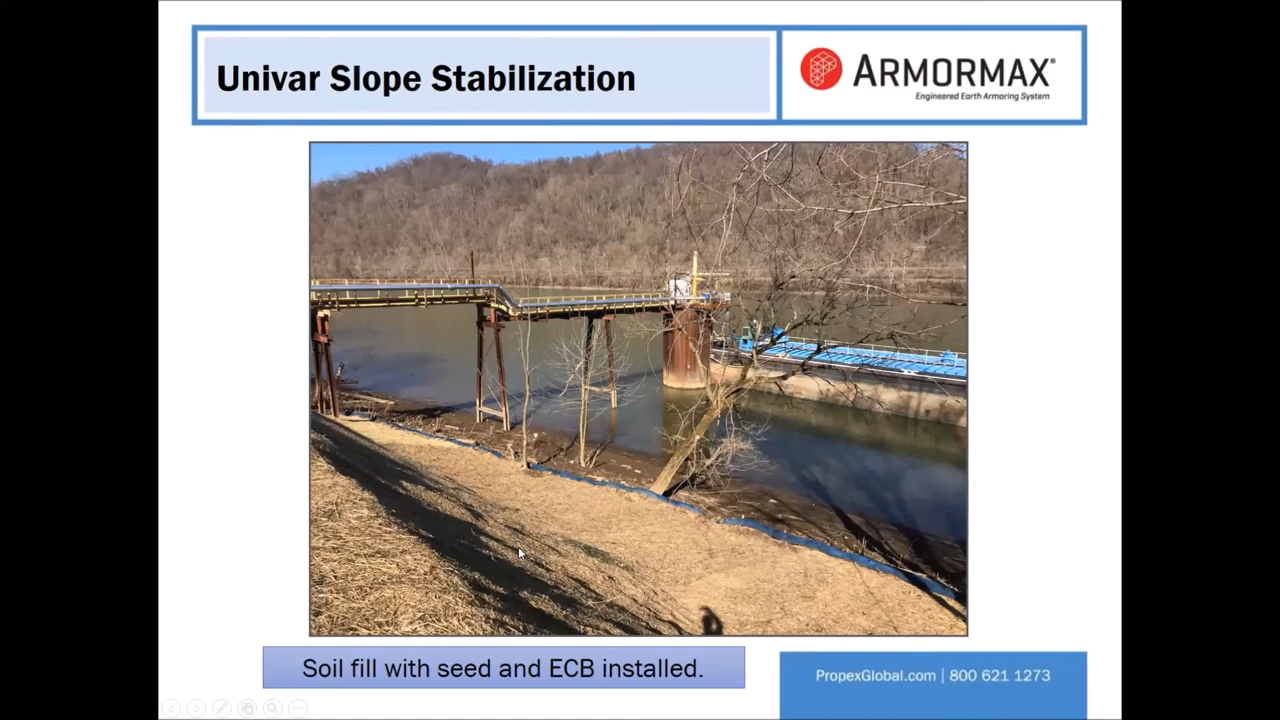 Univar Slope Stabilization
ARMORMAX®
Engineered Earth Armoring System
Soil fill with seed and ECB installed.
PropexGlobal.com | 800 621 1273